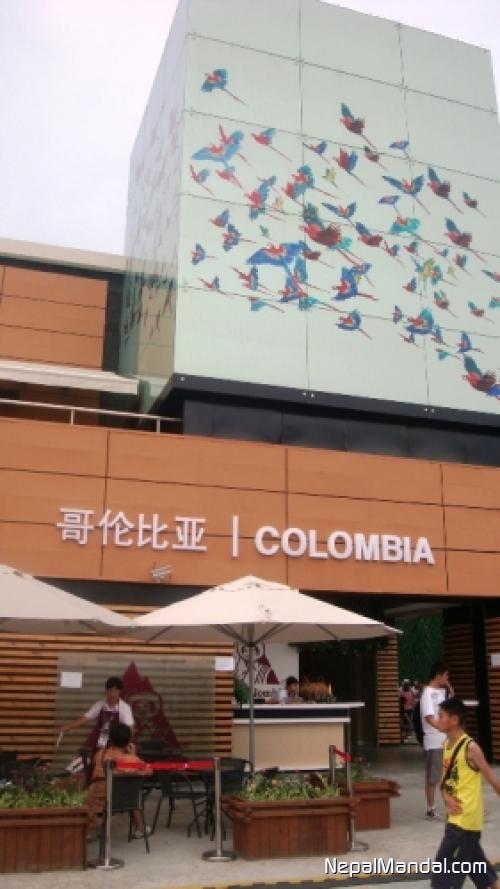 哥伦比亚 | COLOMBIA
NepalMandal.com